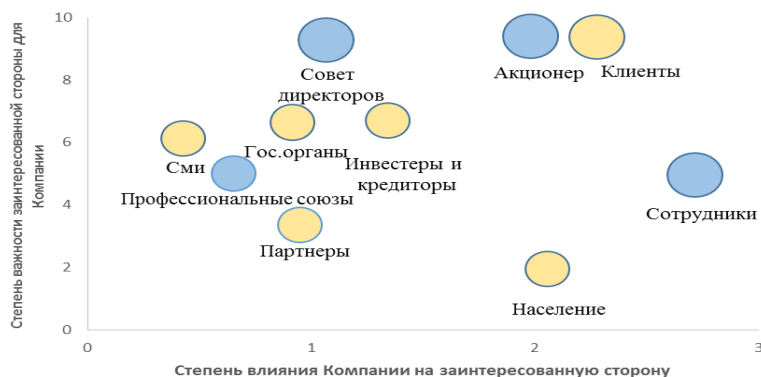 Степень важности заинтересованной стороны для
Компании
10
8
6
4
2
0
Совет
директоров
Акционер
Клиенты
Сми
Гос.органы
Инвестеры и
кредиторы
Профессиональные союзы
Сотрудники
Партнеры
Население
0
1
2
3
Степень влияния Компании на заинтересованную сторону